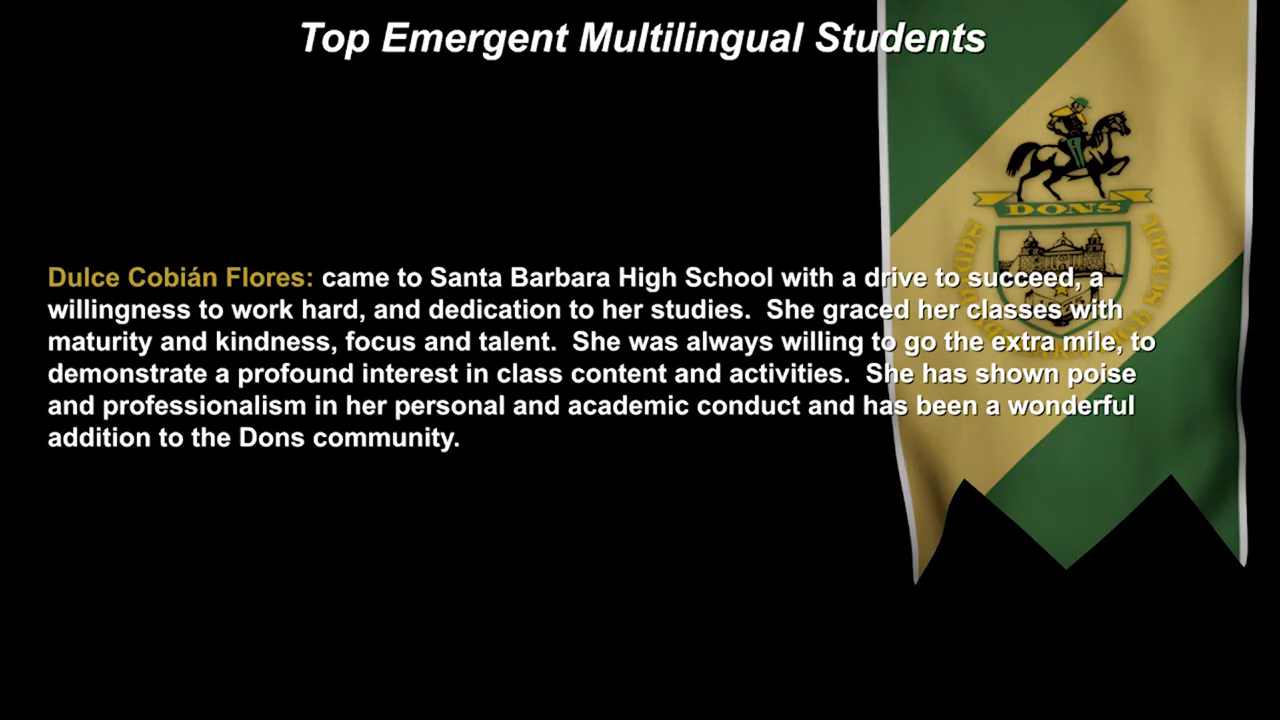 Top Emergent Multilingual Students
DONS
Dulce Cobián Flores: came to Santa Barbara High School with a drive to succeed, a
willingness to work hard, and dedication to her studies.  She graced her classes with
maturity and kindness, focus and talent.  She was always willing to go the extra mile, to
demonstrate a profound interest in class content and activities.  She has shown poise
and professionalism in her personal and academic conduct and has been a wonderful
addition to the Dons community.